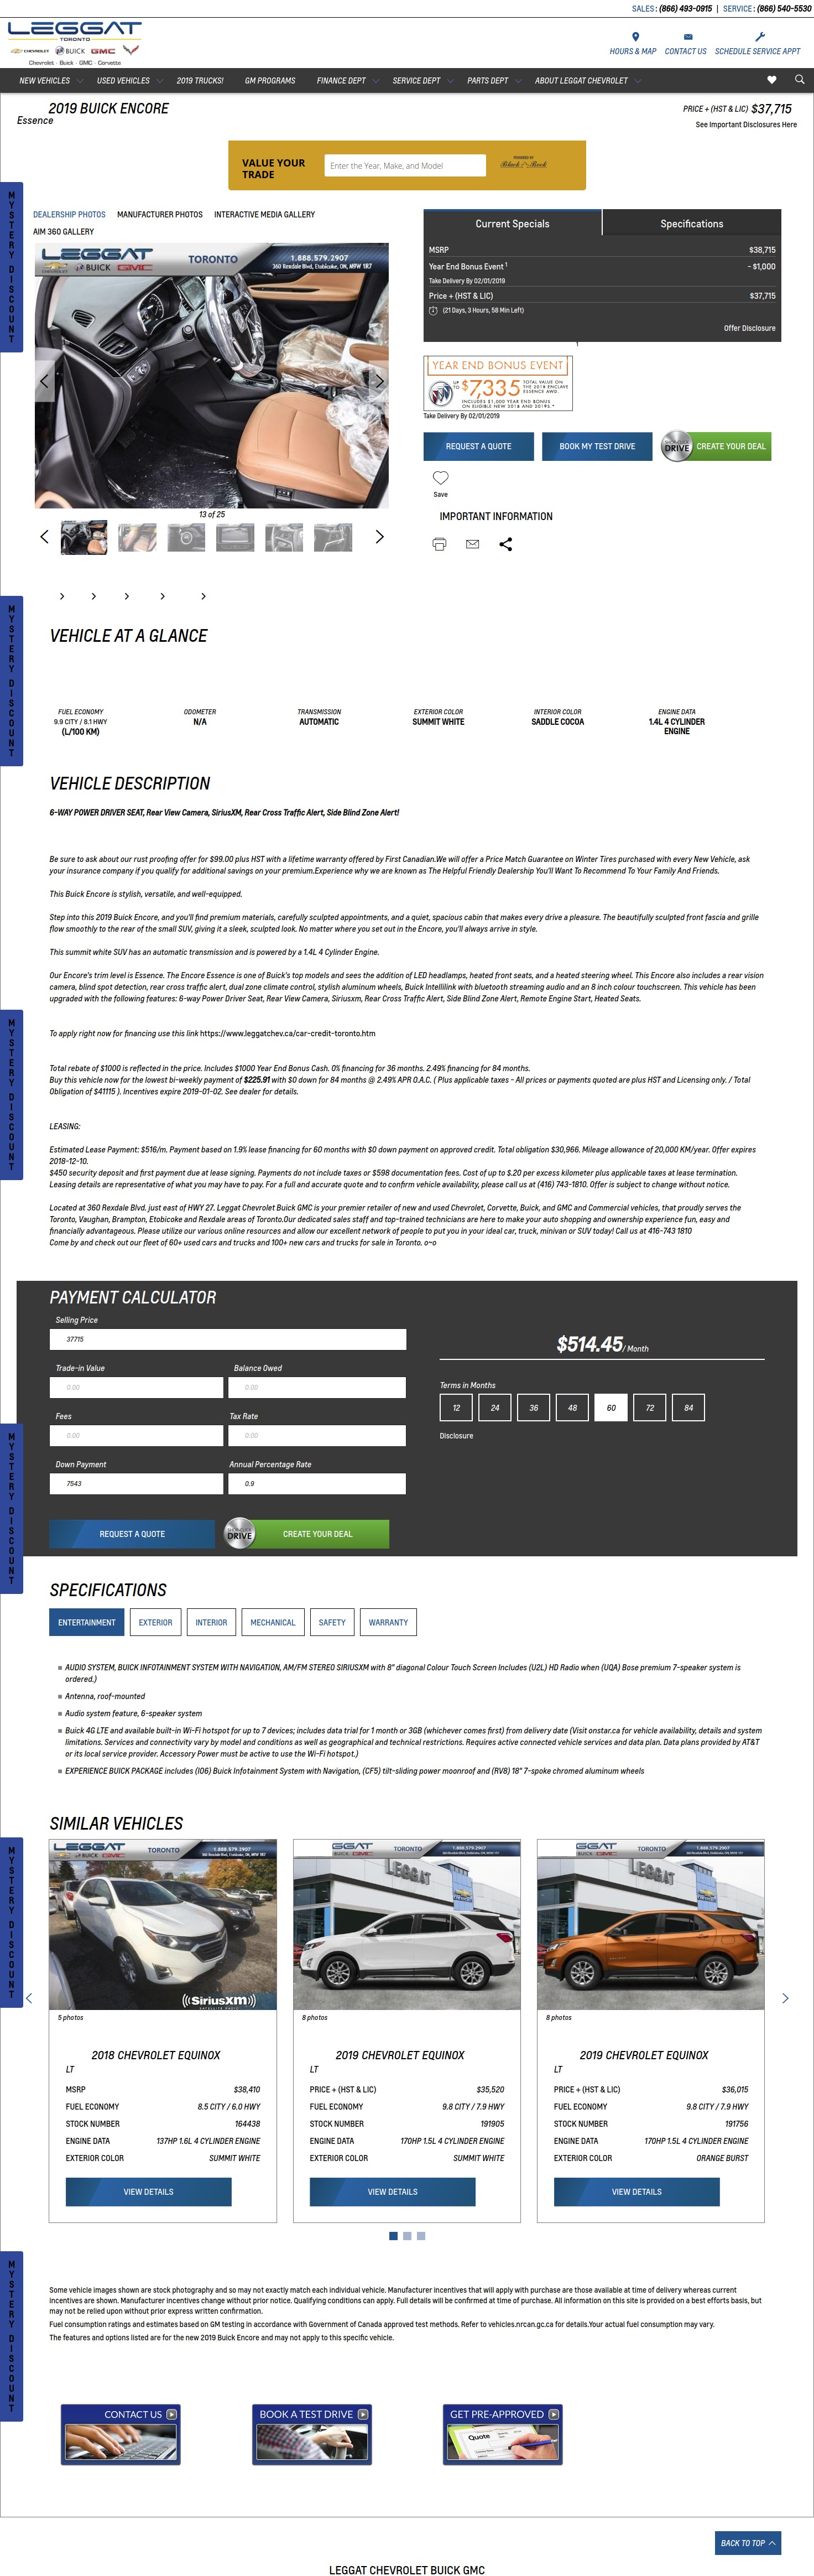 SALES: (866) 493-0915 | SERVICE: (866) 540-5530
LEGGAT
TORONTO
CHEVROLET BUICK GMC
Chevrolet · Buick · GMC · Corvette
HOURS & MAP CONTACT US SCHEDULE SERVICE APPT
NEW VEHICLES USED VEHICLES 2019 TRUCKS! GM PROGRAMS FINANCE DEPT SERVICE DEPT PARTS DEPT ABOUT LEGGAT CHEVROLET
2019 BUICK ENCORE
Essence
PRICE + (HST & LIC) $37,715
See Important Disclosures Here
VALUE YOUR TRADE
Enter the Year, Make, and Model
POWERED BY
Black Book
MYSTERY DISCOUNT
DEALERSHIP PHOTOS MANUFACTURER PHOTOS INTERACTIVE MEDIA GALLERY
AIM 360 GALLERY
LEGGAT TORONTO 1.888.579.2907
CHEVROLET BUICK GMC 360 Rexdale Blvd, Etobicoke, ON, M9W 1R7
13 of 25
Current Specials Specifications
MSRP $38,715
Year End Bonus Event 1 - $1,000
Take Delivery By 02/01/2019
Price + (HST & LIC) $37,715
(21 Days, 3 Hours, 58 Min Left)
Offer Disclosure
1
YEAR END BONUS EVENT
UP TO $7,335 TOTAL VALUE ON THE 2019 ENCLAVE ESSENCE AWD.
INCLUDES $1,000 YEAR END BONUS
ON ELIGIBLE NEW 2018 AND 2019S.*
Take Delivery By 02/01/2019
REQUEST A QUOTE BOOK MY TEST DRIVE SHOP CLICK DRIVE CREATE YOUR DEAL
Save
IMPORTANT INFORMATION
MYSTERY DISCOUNT
VEHICLE AT A GLANCE
FUEL ECONOMY
9.9 CITY / 8.1 HWY
(L/100 KM)
ODOMETER
N/A
TRANSMISSION
AUTOMATIC
EXTERIOR COLOR
SUMMIT WHITE
INTERIOR COLOR
SADDLE COCOA
ENGINE DATA
1.4L 4 CYLINDER
ENGINE
VEHICLE DESCRIPTION
6-WAY POWER DRIVER SEAT, Rear View Camera, SiriusXM, Rear Cross Traffic Alert, Side Blind Zone Alert!
Be sure to ask about our rust proofing offer for $99.00 plus HST with a lifetime warranty offered by First Canadian.We will offer a Price Match Guarantee on Winter Tires purchased with every New Vehicle, ask
your insurance company if you qualify for additional savings on your premium.Experience why we are known as The Helpful Friendly Dealership You'll Want To Recommend To Your Family And Friends.
This Buick Encore is stylish, versatile, and well-equipped.
Step into this 2019 Buick Encore, and you'll find premium materials, carefully sculpted appointments, and a quiet, spacious cabin that makes every drive a pleasure. The beautifully sculpted front fascia and grille
flow smoothly to the rear of the small SUV, giving it a sleek, sculpted look. No matter where you set out in the Encore, you'll always arrive in style.
This summit white SUV has an automatic transmission and is powered by a 1.4L 4 Cylinder Engine.
Our Encore's trim level is Essence. The Encore Essence is one of Buick's top models and sees the addition of LED headlamps, heated front seats, and a heated steering wheel. This Encore also includes a rear vision
camera, blind spot detection, rear cross traffic alert, dual zone climate control, stylish aluminum wheels, Buick Intellilink with bluetooth streaming audio and an 8 inch colour touchscreen. This vehicle has been
upgraded with the following features: 6-way Power Driver Seat, Rear View Camera, Siriusxm, Rear Cross Traffic Alert, Side Blind Zone Alert, Remote Engine Start, Heated Seats.
MYSTERY DISCOUNT
To apply right now for financing use this link https://www.leggatchev.ca/car-credit-toronto.htm
Total rebate of $1000 is reflected in the price. Includes $1000 Year End Bonus Cash. 0% financing for 36 months. 2.49% financing for 84 months.
Buy this vehicle now for the lowest bi-weekly payment of $225.91 with $0 down for 84 months @ 2.49% APR O.A.C. ( Plus applicable taxes - All prices or payments quoted are plus HST and Licensing only. / Total
Obligation of $41115 ). Incentives expire 2019-01-02. See dealer for details.
LEASING:
Estimated Lease Payment: $516/m. Payment based on 1.9% lease financing for 60 months with $0 down payment on approved credit. Total obligation $30,966. Mileage allowance of 20,000 KM/year. Offer expires
2018-12-10.
$450 security deposit and first payment due at lease signing. Payments do not include taxes or $598 documentation fees. Cost of up to $.20 per excess kilometer plus applicable taxes at lease termination.
Leasing details are representative of what you may have to pay. For a full and accurate quote and to confirm vehicle availability, please call us at (416) 743-1810. Offer is subject to change without notice.
Located at 360 Rexdale Blvd. just east of HWY 27. Leggat Chevrolet Buick GMC is your premier retailer of new and used Chevrolet, Corvette, Buick, and GMC and Commercial vehicles, that proudly serves the
Toronto, Vaughan, Brampton, Etobicoke and Rexdale areas of Toronto.Our dedicated sales staff and top-trained technicians are here to make your auto shopping and ownership experience fun, easy and
financially advantageous. Please utilize our various online resources and allow our excellent network of people to put you in your ideal car, truck, minivan or SUV today! Call us at 416-743 1810
Come by and check out our fleet of 60+ used cars and trucks and 100+ new cars and trucks for sale in Toronto. o~o
PAYMENT CALCULATOR
Selling Price
37715
Trade-in Value Balance Owed
0.00 0.00
Fees Tax Rate
0.00 0.00
Down Payment Annual Percentage Rate
7543 0.9
$514.45/ Month
Terms in Months
12 24 36 48 60 72 84
Disclosure
REQUEST A QUOTE SHOP CLICK DRIVE CREATE YOUR DEAL
MYSTERY DISCOUNT
SPECIFICATIONS
ENTERTAINMENT EXTERIOR INTERIOR MECHANICAL SAFETY WARRANTY
AUDIO SYSTEM, BUICK INFOTAINMENT SYSTEM WITH NAVIGATION, AM/FM STEREO SIRIUSXM with 8" diagonal Colour Touch Screen Includes (U2L) HD Radio when (UQA) Bose premium 7-speaker system is
ordered.)
Antenna, roof-mounted
Audio system feature, 6-speaker system
Buick 4G LTE and available built-in Wi-Fi hotspot for up to 7 devices; includes data trial for 1 month or 3GB (whichever comes first) from delivery date (Visit onstar.ca for vehicle availability, details and system
limitations. Services and connectivity vary by model and conditions as well as geographical and technical restrictions. Requires active connected vehicle services and data plan. Data plans provided by AT&T
or its local service provider. Accessory Power must be active to use the Wi-Fi hotspot.)
EXPERIENCE BUICK PACKAGE includes (IO6) Buick Infotainment System with Navigation, (CF5) tilt-sliding power moonroof and (RV8) 18" 7-spoke chromed aluminum wheels
SIMILAR VEHICLES
MYSTERY DISCOUNT
LEGGAT TORONTO 1.888.579.2907
SiriusXM
SATELLITE RADIO
5 photos
2018 CHEVROLET EQUINOX
LT
MSRP $38,410
FUEL ECONOMY 8.5 CITY / 6.0 HWY
STOCK NUMBER 164438
ENGINE DATA 137HP 1.6L 4 CYLINDER ENGINE
EXTERIOR COLOR SUMMIT WHITE
VIEW DETAILS
GGAT TORONTO 1.888.579.2907
BUICK GMC
LEGGAT
8 photos
2019 CHEVROLET EQUINOX
LT
PRICE + (HST & LIC) $35,520
FUEL ECONOMY 9.8 CITY / 7.9 HWY
STOCK NUMBER 191905
ENGINE DATA 170HP 1.5L 4 CYLINDER ENGINE
EXTERIOR COLOR SUMMIT WHITE
VIEW DETAILS
GGAT TORONTO 1.888.579.2907
BUICK GMC
LEGGAT
8 photos
2019 CHEVROLET EQUINOX
LT
PRICE + (HST & LIC) $36,015
FUEL ECONOMY 9.8 CITY / 7.9 HWY
STOCK NUMBER 191756
ENGINE DATA 170HP 1.5L 4 CYLINDER ENGINE
EXTERIOR COLOR ORANGE BURST
VIEW DETAILS
MYSTERY DISCOUNT
Some vehicle images shown are stock photography and so may not exactly match each individual vehicle. Manufacturer incentives that will apply with purchase are those available at time of delivery whereas current
incentives are shown. Manufacturer incentives change without prior notice. Qualifying conditions can apply. Full details will be confirmed at time of purchase. All information on this site is provided on a best efforts basis, but
may not be relied upon without prior express written confirmation.
Fuel consumption ratings and estimates based on GM testing in accordance with Government of Canada approved test methods. Refer to vehicles.nrcan.gc.ca for details.Your actual fuel consumption may vary.
The features and options listed are for the new 2019 Buick Encore and may not apply to this specific vehicle.
CONTACT US BOOK A TEST DRIVE GET PRE-APPROVED
Quote
BACK TO TOP
LEGGAT CHEVROLET BUICK GMC